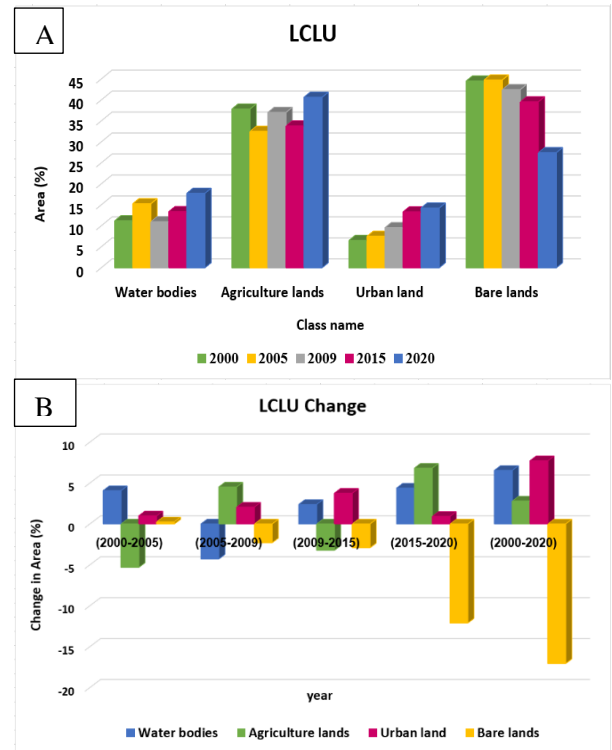 A
LCLU
45
40
35
30
25
20
15
10
5
0
Area (%)
Water bodies Agriculture lands Urban land Bare lands
Class name
2000 2005 2009 2015 2020
B
LCLU Change
10
5
0
-5
-10
-15
-20
Change in Area (%)
(2000-2005) (2005-2009) (2009-2015) (2015-2020) (2000-2020)
year
Water bodies Agriculture lands Urban land Bare lands